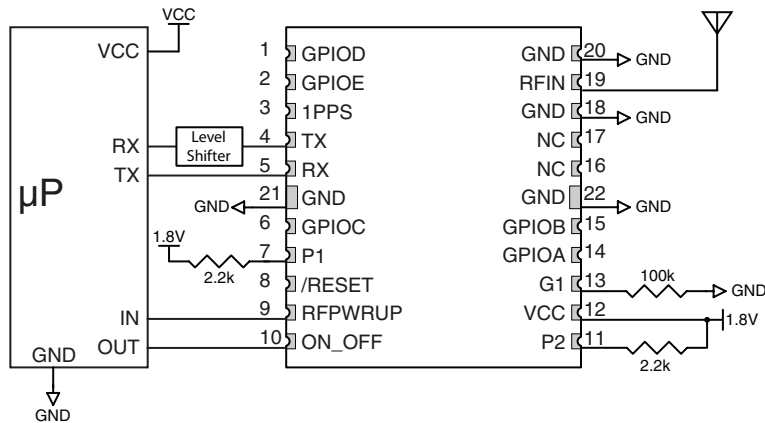 VCC
VCC
RX
Level
Shifter
TX
µP
IN
OUT
GND
GND
1 GPIOD
2 GPIOE
3 1PPS
4 TX
5 RX
GND 21 GND
6 GPIOC
1.8V
7 P1
2.2k
8 /RESET
9 RFPWRUP
10 ON_OFF
GND 20 GND
RFIN 19
GND 18 GND
NC 17
NC 16
GND 22 GND
GPIOB 15
GPIOA 14
G1 13 100k GND
VCC 12 1.8V
P2 11
2.2k